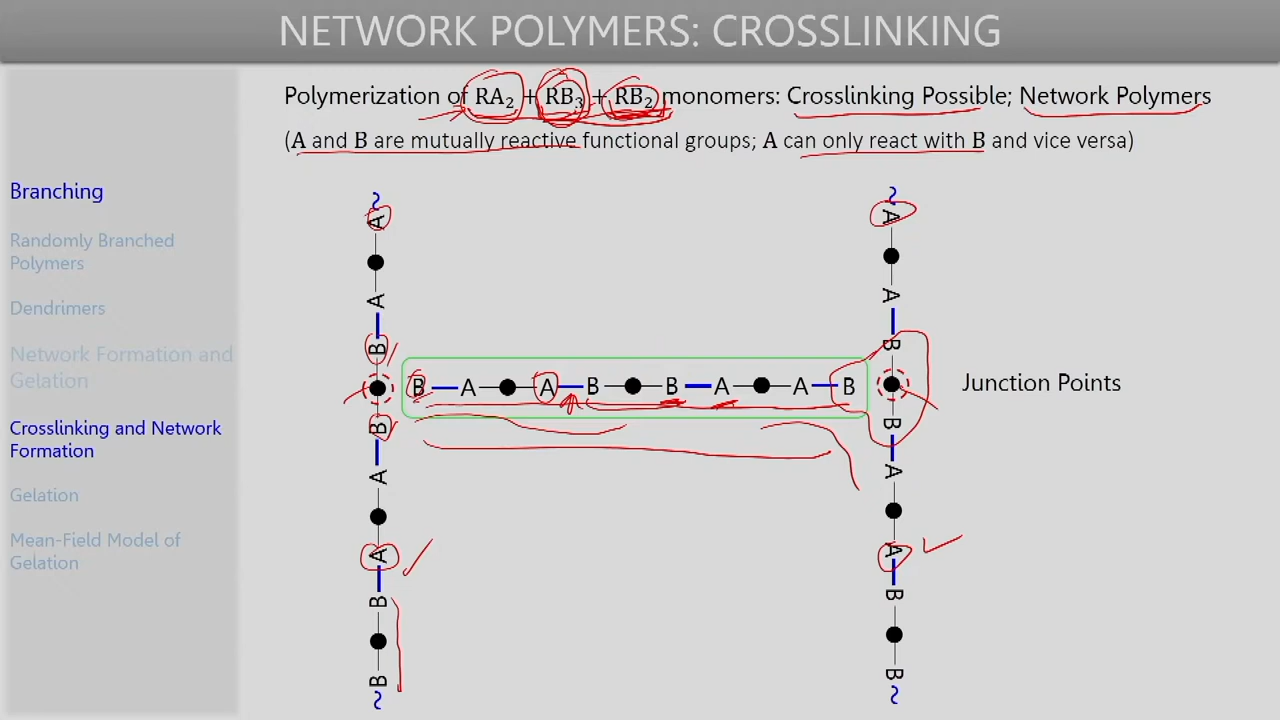 NETWORK POLYMERS: CROSSLINKING
Polymerization of RA₂ + RB₃ + RB₂ monomers: Crosslinking Possible; Network Polymers
(A and B are mutually reactive functional groups; A can only react with B and vice versa)
Branching
Randomly Branched
Polymers
Dendrimers
Network Formation and
Gelation
Crosslinking and Network
Formation
Gelation
Mean-Field Model of
Gelation
A
A
B
B
A
A
B
B
B A A B B A A B
A
A
B
B
A
A
B
B
Junction Points